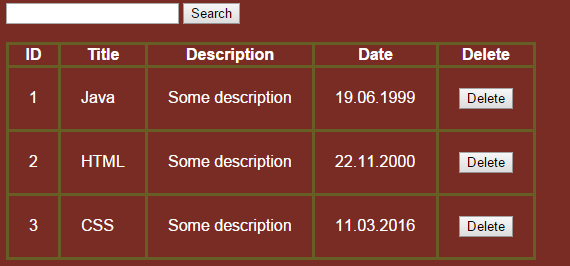 Search
ID Title Description Date Delete
1 Java Some description 19.06.1999 Delete
2 HTML Some description 22.11.2000 Delete
3 CSS Some description 11.03.2016 Delete